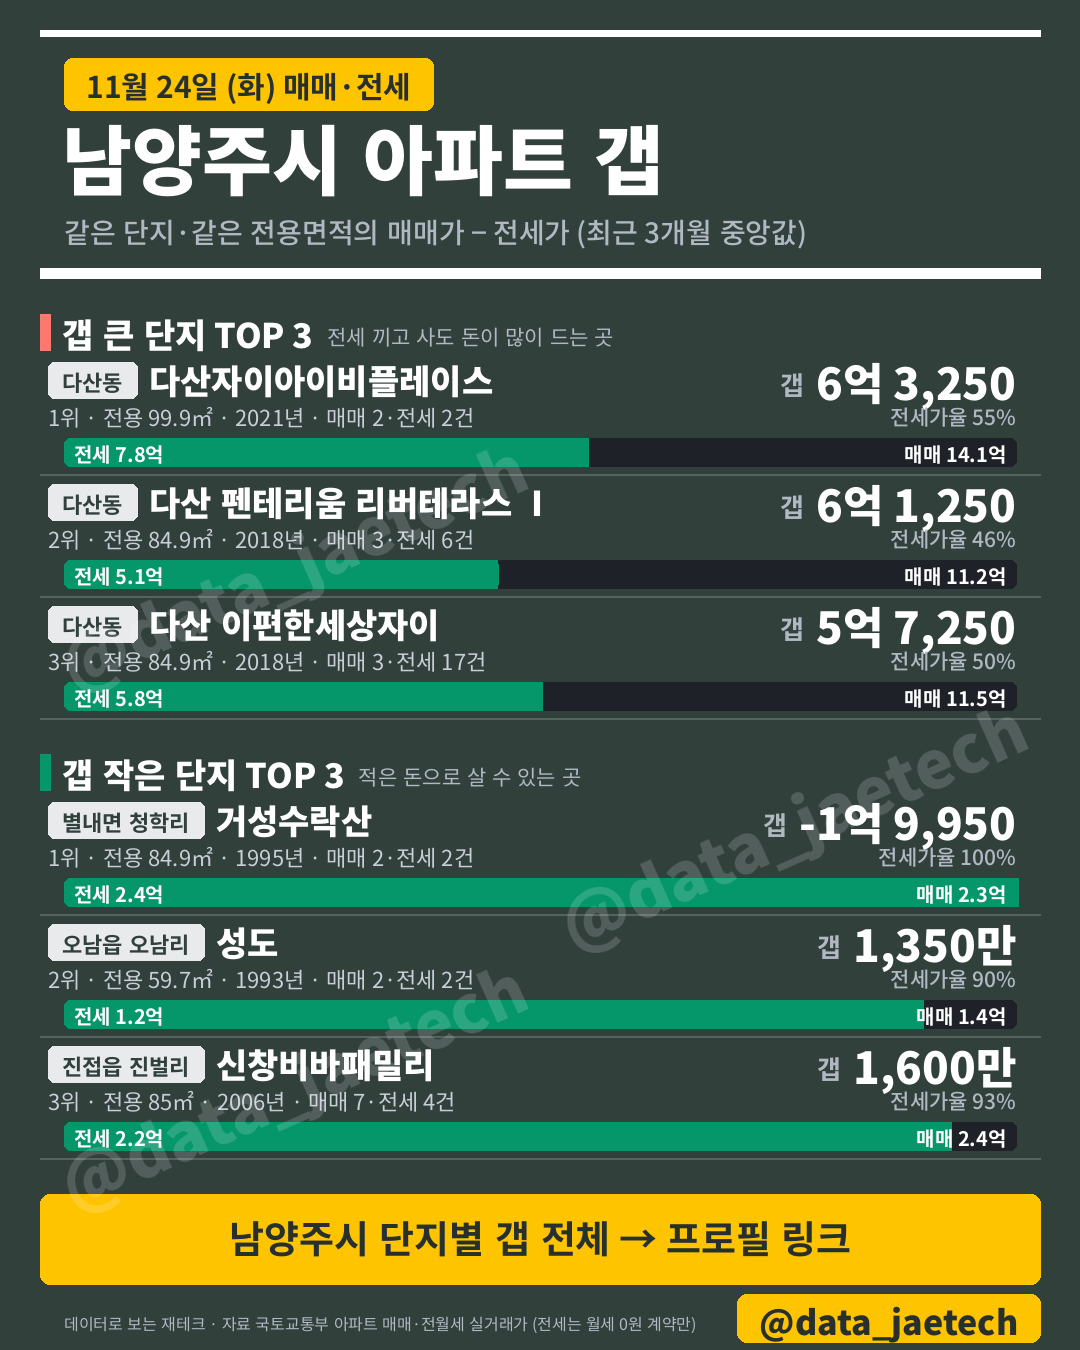 11월 24일 (화) 매매·전세
남양주시 아파트 갭
같은 단지·같은 전용면적의 매매가 – 전세가 (최근 3개월 중앙값)
갭 큰 단지 TOP 3 전세 끼고 사도 돈이 많이 드는 곳
다산동 다산자이아이비플레이스 갭 6억 3,250
1위 · 전용 99.9㎡ · 2021년 · 매매 2·전세 2건 전세가율 55%
전세 7.8억 매매 14.1억
다산동 다산 펜테리움 리버테라스 Ⅰ 갭 6억 1,250
2위 · 전용 84.9㎡ · 2018년 · 매매 3·전세 6건 전세가율 46%
전세 5.1억 매매 11.2억
다산동 다산 이편한세상자이 갭 5억 7,250
3위 · 전용 84.9㎡ · 2018년 · 매매 3·전세 17건 전세가율 50%
전세 5.8억 매매 11.5억
갭 작은 단지 TOP 3 적은 돈으로 살 수 있는 곳
별내면 청학리 거성수락산 갭 -1억 9,950
1위 · 전용 84.9㎡ · 1995년 · 매매 2·전세 2건 전세가율 100%
전세 2.4억 매매 2.3억
오남읍 오남리 성도 갭 1,350만
2위 · 전용 59.7㎡ · 1993년 · 매매 2·전세 2건 전세가율 90%
전세 1.2억 매매 1.4억
진접읍 진벌리 신창비바패밀리 갭 1,600만
3위 · 전용 85㎡ · 2006년 · 매매 7·전세 4건 전세가율 93%
전세 2.2억 매매 2.4억
남양주시 단지별 갭 전체 → 프로필 링크
데이터로 보는 재테크 · 자료 국토교통부 아파트 매매·전월세 실거래가 (전세는 월세 0원 계약만)
@data_jaetech
@data_jaetech
@data_jaetech
@data_jaetech